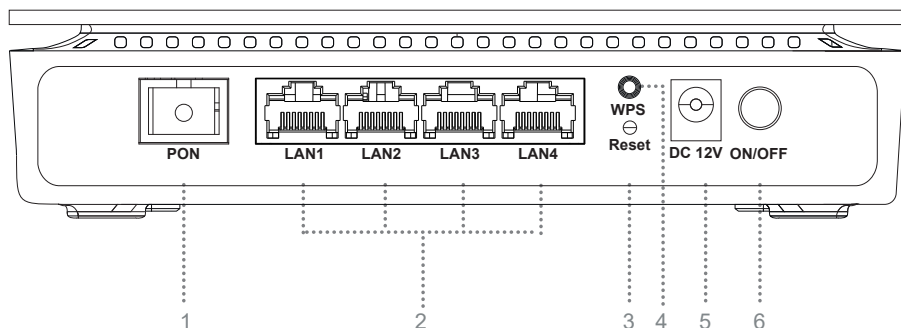 WPS
Reset
PON
LAN1 LAN2 LAN3 LAN4
DC 12V ON/OFF
1 2 3 4 5 6